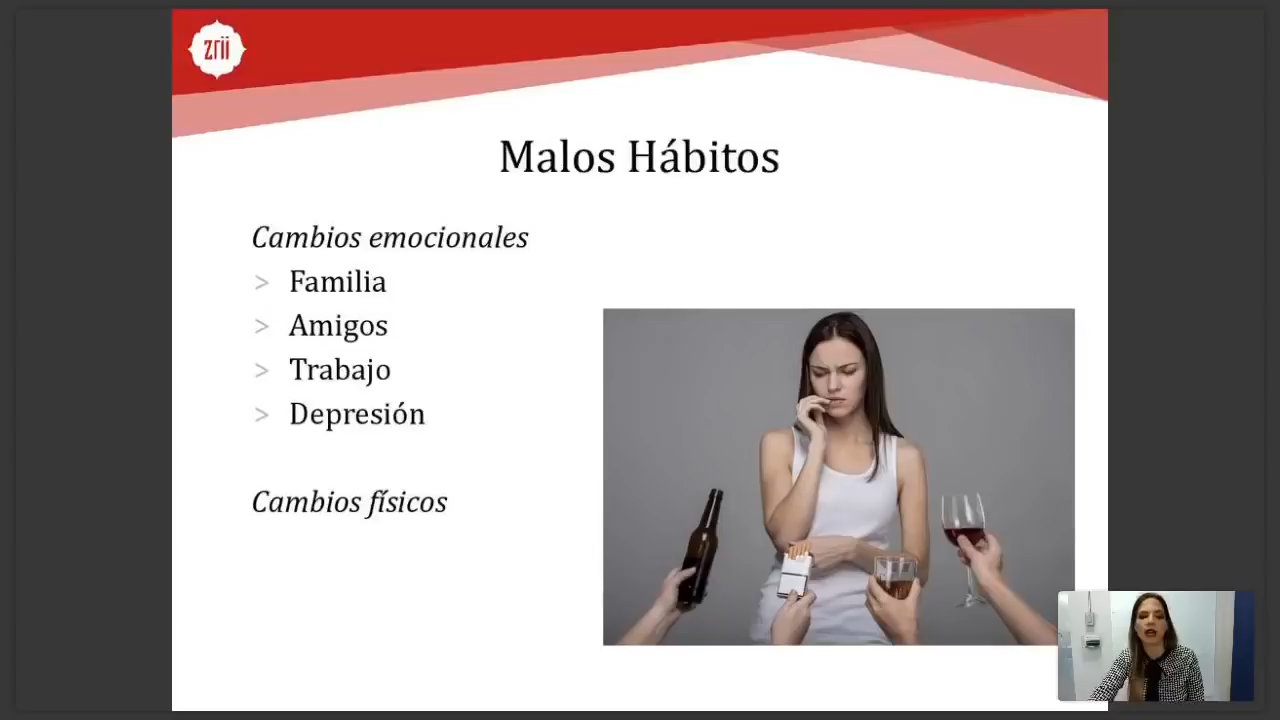 zrii
Malos Hábitos
Cambios emocionales
> Familia
> Amigos
> Trabajo
> Depresión
Cambios físicos